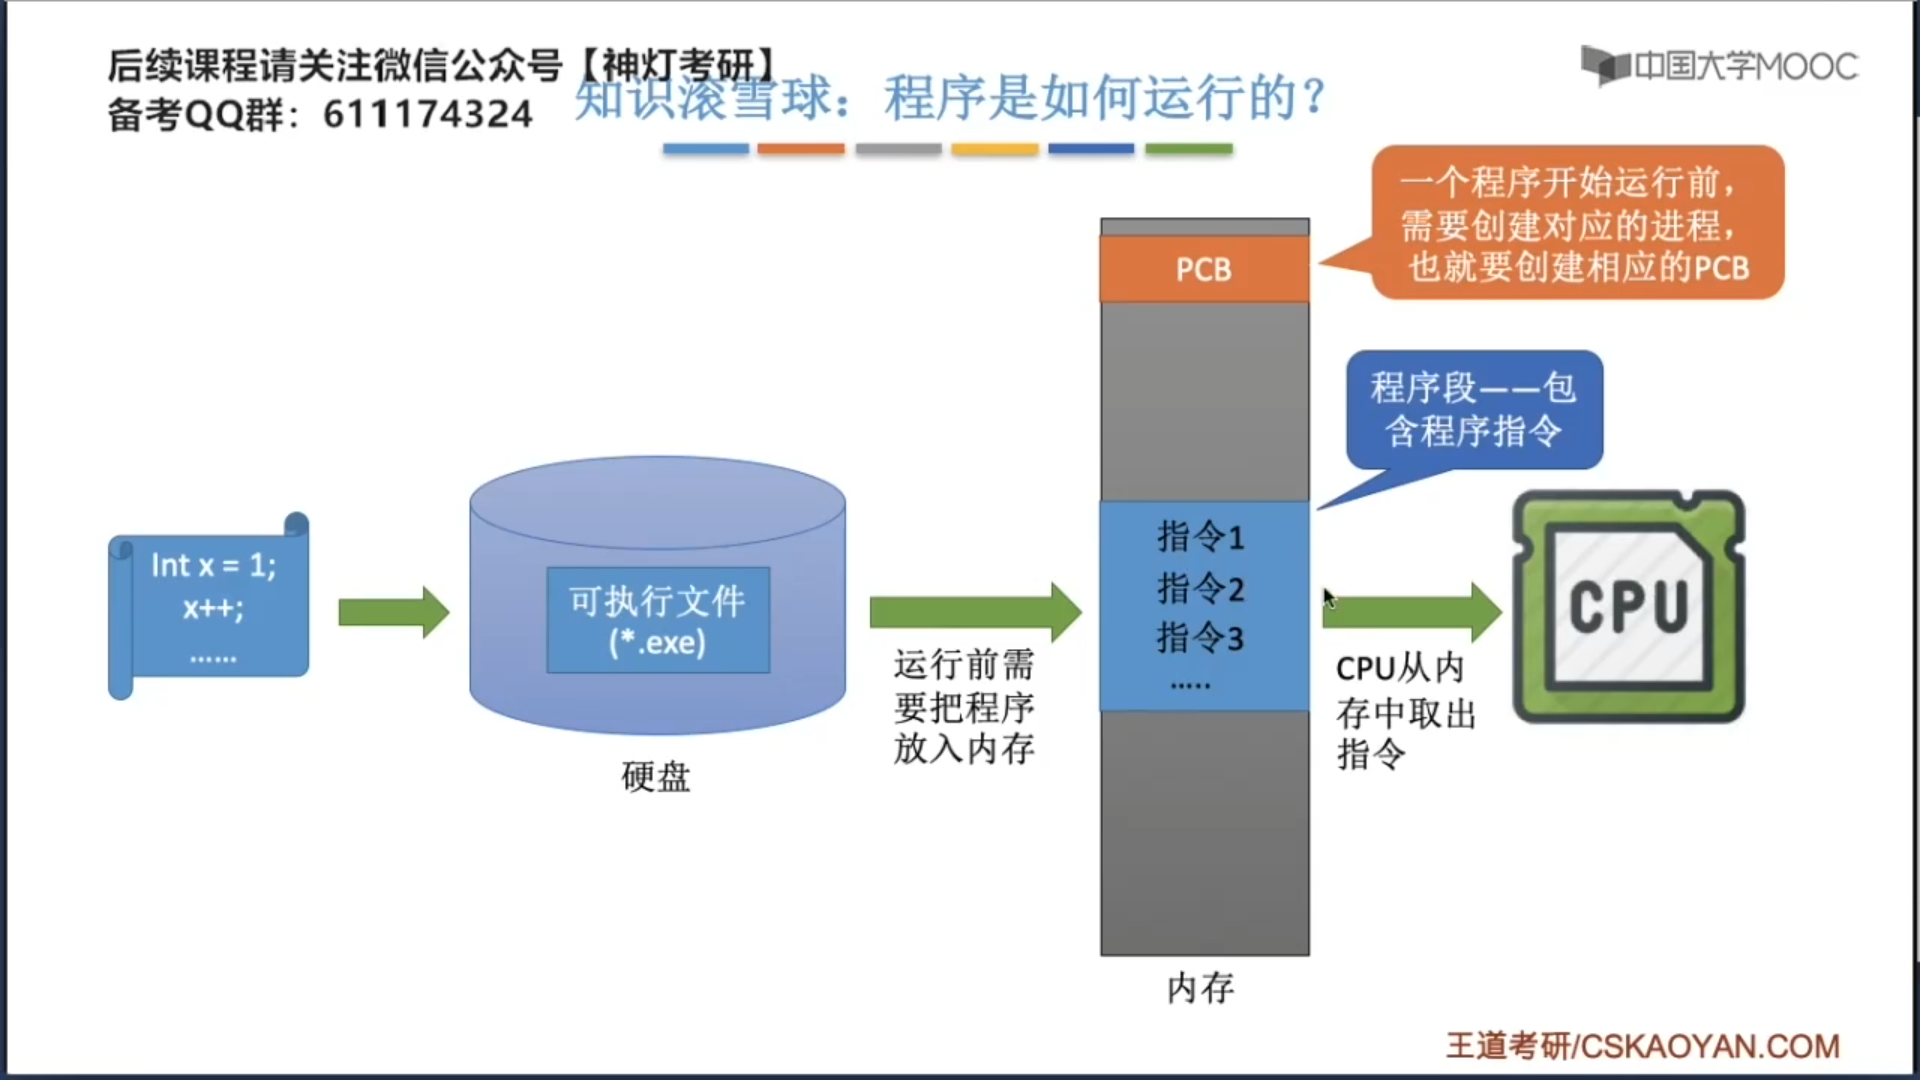 后续课程请关注微信公众号【神灯考研】
备考QQ群：611174324
知识滚雪球：程序是如何运行的？
中国大学MOOC
一个程序开始运行前，
需要创建对应的进程，
也就要创建相应的PCB
PCB
程序段——包
含程序指令
Int x = 1;
x++;
......
可执行文件
(*.exe)
硬盘
运行前需
要把程序
放入内存
指令1
指令2
指令3
.....
内存
CPU从内
存中取出
指令
CPU
王道考研/CSKAOYAN.COM